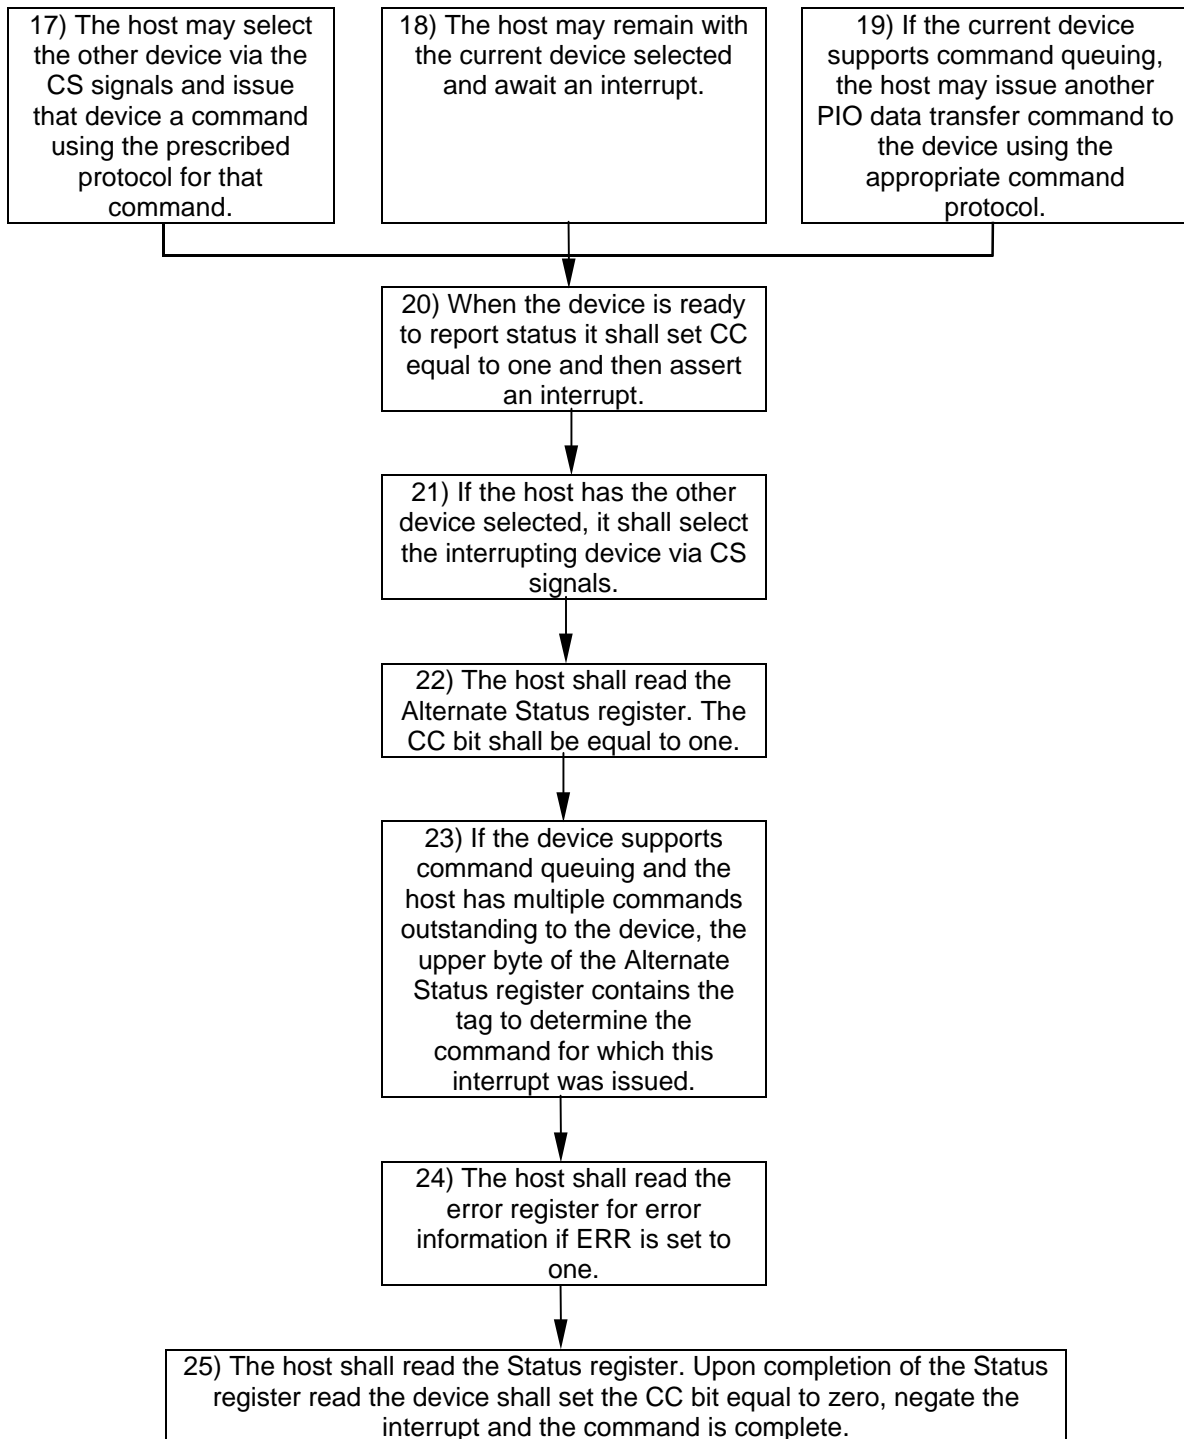 17) The host may select
the other device via the
CS signals and issue
that device a command
using the prescribed
protocol for that
command.
18) The host may remain with
the current device selected
and await an interrupt.
19) If the current device
supports command queuing,
the host may issue another
PIO data transfer command to
the device using the
appropriate command
protocol.
20) When the device is ready
to report status it shall set CC
equal to one and then assert
an interrupt.
21) If the host has the other
device selected, it shall select
the interrupting device via CS
signals.
22) The host shall read the
Alternate Status register. The
CC bit shall be equal to one.
23) If the device supports
command queuing and the
host has multiple commands
outstanding to the device, the
upper byte of the Alternate
Status register contains the
tag to determine the
command for which this
interrupt was issued.
24) The host shall read the
error register for error
information if ERR is set to
one.
25) The host shall read the Status register. Upon completion of the Status
register read the device shall set the CC bit equal to zero, negate the
interrupt and the command is complete.